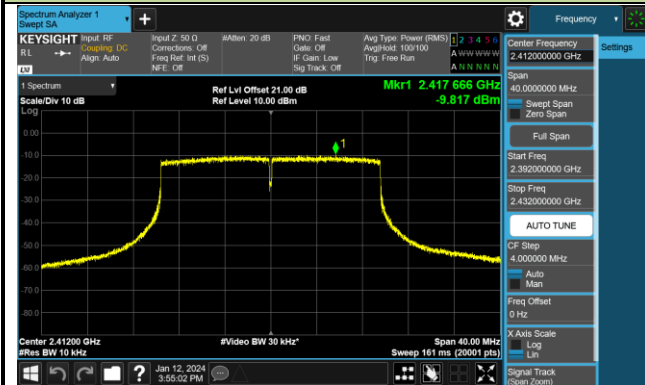 Spectrum Analyzer 1
Swept SA
+
Frequency
KEYSIGHT
RL
LM
Input: RF
Coupling: DC
Align: Auto
Input Z: 50 Ω
Corrections: Off
Freq Ref: Int (S)
NFE: Off
#Atten: 20 dB
PNO: Fast
Gate: Off
IF Gain: Low
Sig Track: Off
Avg Type: Power (RMS)
Avg|Hold: 100/100
Trig: Free Run
1 2 3 4 5 6
A W W W W W
A N N N N N
Center Frequency
2.412000000 GHz
Settings
1 Spectrum
Scale/Div 10 dB
Log
Ref Lvl Offset 21.00 dB
Ref Level 10.00 dBm
Mkr1 2.417 666 GHz
-9.817 dBm
Span
40.0000000 MHz
Swept Span
Zero Span
Full Span
Start Freq
2.392000000 GHz
Stop Freq
2.432000000 GHz
AUTO TUNE
CF Step
4.000000 MHz
Auto
Man
Freq Offset
0 Hz
X Axis Scale
Log
Lin
Signal Track
(Span Zoom)
1
0.00
-10.0
-20.0
-30.0
-40.0
-50.0
-60.0
-70.0
-80.0
Center 2.41200 GHz
#Res BW 10 kHz
#Video BW 30 kHz*
Span 40.00 MHz
Sweep 161 ms (20001 pts)
?
Jan 12, 2024
3:55:02 PM